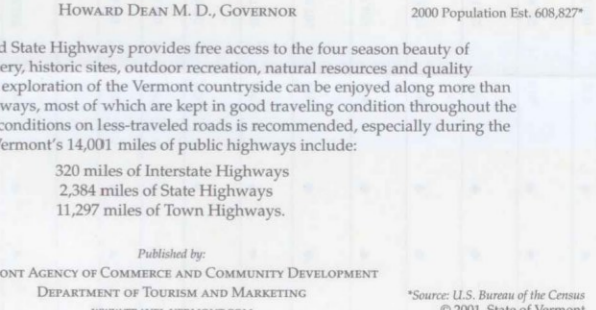 HOWARD DEAN M. D., GOVERNOR 2000 Population Est. 608,827*
d State Highways provides free access to the four season beauty of
ery, historic sites, outdoor recreation, natural resources and quality
exploration of the Vermont countryside can be enjoyed along more than
ways, most of which are kept in good traveling condition throughout the
conditions on less-traveled roads is recommended, especially during the
Vermont's 14,001 miles of public highways include:
320 miles of Interstate Highways
2,384 miles of State Highways
11,297 miles of Town Highways.
Published by:
ONT AGENCY OF COMMERCE AND COMMUNITY DEVELOPMENT
DEPARTMENT OF TOURISM AND MARKETING
*Source: U.S. Bureau of the Census
© 2001, State of Vermont